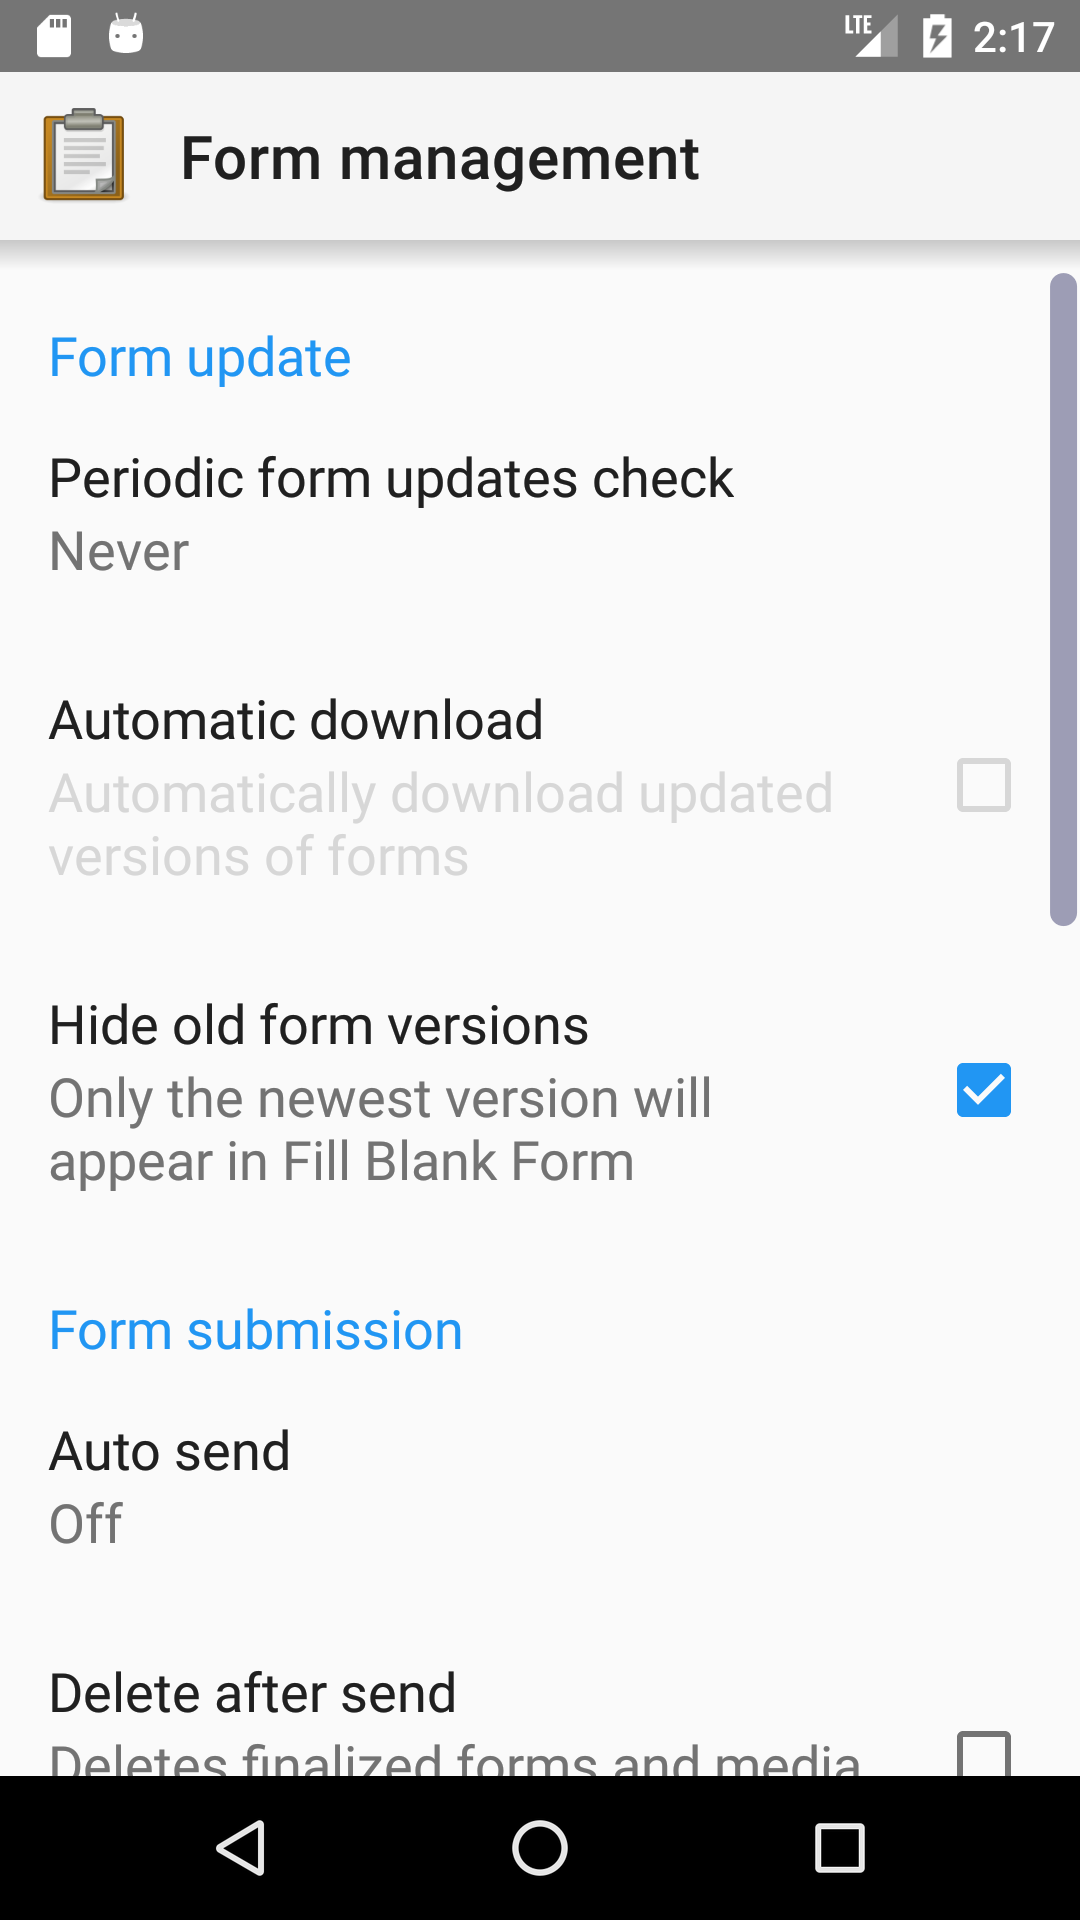 LTE 2:17
Form management
Form update
Periodic form updates check
Never
Automatic download
Automatically download updated
versions of forms
Hide old form versions
Only the newest version will
appear in Fill Blank Form
Form submission
Auto send
Off
Delete after send
Deletes finalized forms and media